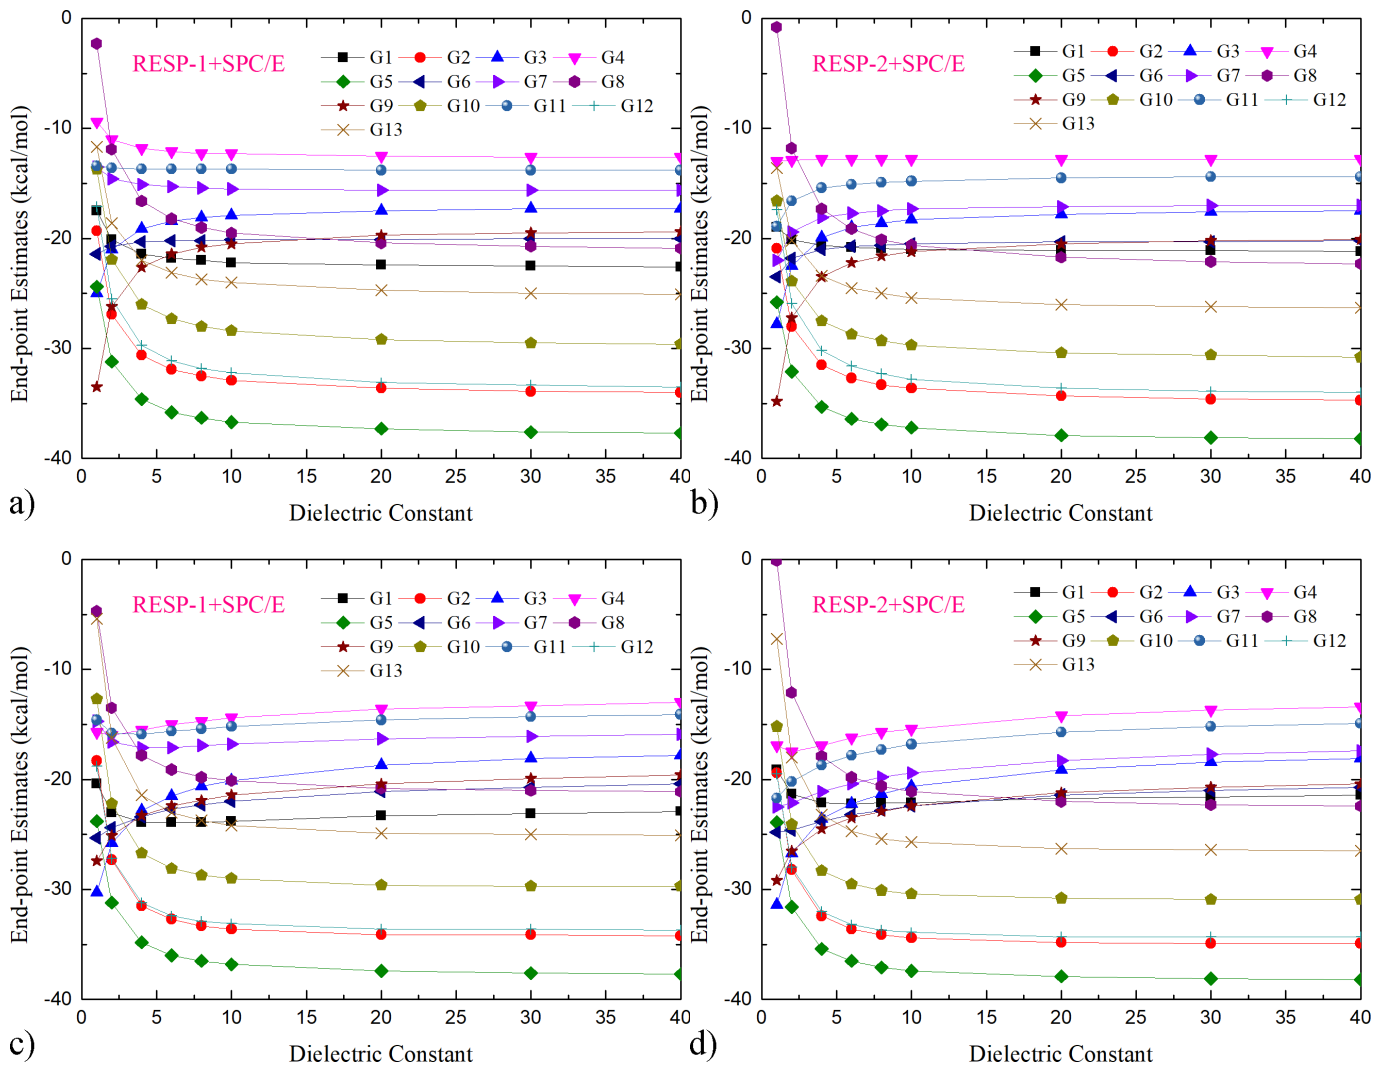 0
-10
-20
-30
-40
0 5 10 15 20 25 30 35 40
End-point Estimates (kcal/mol)
Dielectric Constant
RESP-1+SPC/E
G1 G2 G3 G4
G5 G6 G7 G8
G9 G10 G11 G12
G13
a)
0
-10
-20
-30
-40
0 5 10 15 20 25 30 35 40
End-point Estimates (kcal/mol)
Dielectric Constant
RESP-2+SPC/E
G1 G2 G3 G4
G5 G6 G7 G8
G9 G10 G11 G12
G13
b)
0
-10
-20
-30
-40
0 5 10 15 20 25 30 35 40
End-point Estimates (kcal/mol)
Dielectric Constant
RESP-1+SPC/E
G1 G2 G3 G4
G5 G6 G7 G8
G9 G10 G11 G12
G13
c)
0
-10
-20
-30
-40
0 5 10 15 20 25 30 35 40
End-point Estimates (kcal/mol)
Dielectric Constant
RESP-2+SPC/E
G1 G2 G3 G4
G5 G6 G7 G8
G9 G10 G11 G12
G13
d)